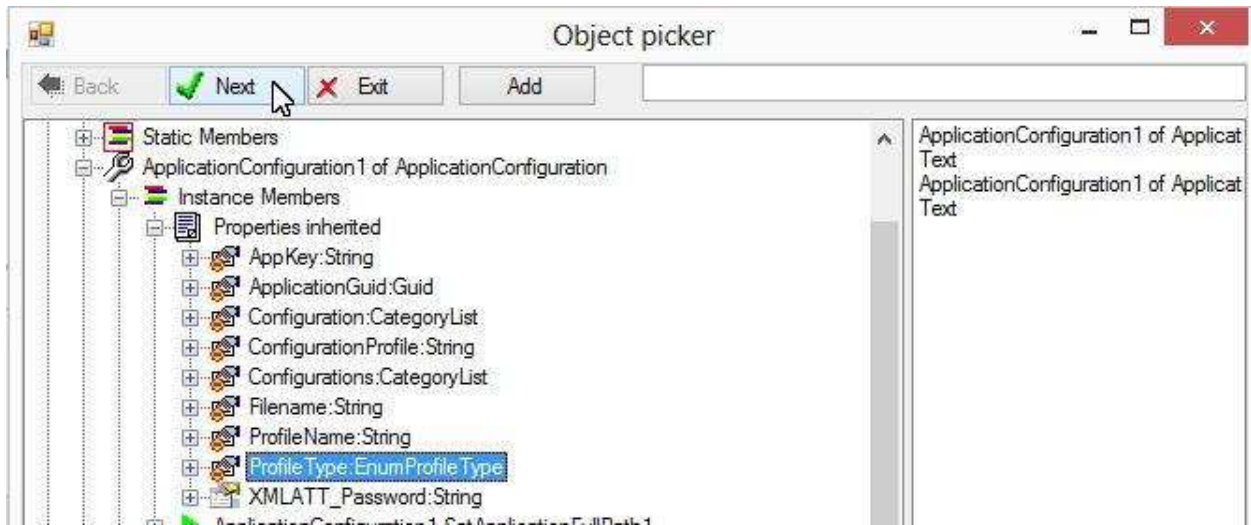 Object picker
Back Next Exit Add
Static Members
ApplicationConfiguration1 of ApplicationConfiguration
Instance Members
Properties inherited
AppKey:String
ApplicationGuid:Guid
Configuration:CategoryList
ConfigurationProfile:String
Configurations:CategoryList
Filename:String
ProfileName:String
ProfileType:EnumProfileType
XMLATT_Password:String
ApplicationConfiguration1.SetApplicationFullPath1
ApplicationConfiguration1 of Applicat
Text
ApplicationConfiguration1 of Applicat
Text